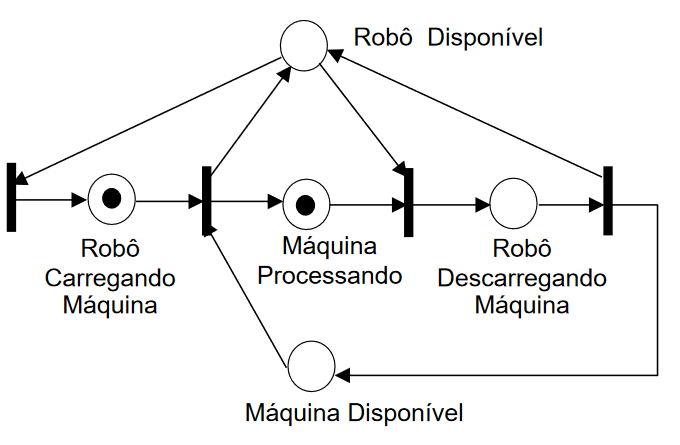 Robô Disponível
Robô
Carregando
Máquina
Máquina
Processando
Robô
Descarregando
Máquina
Máquina Disponível